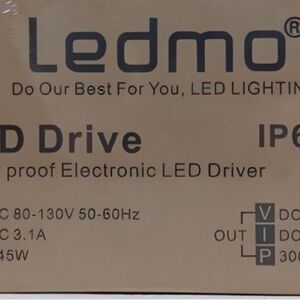 Ledmo®
Do Our Best For You, LED LIGHTIN
D Drive IP6
proof Electronic LED Driver
C 80-130V 50-60Hz V DC
C 3.1A OUT I DC
45W P 300